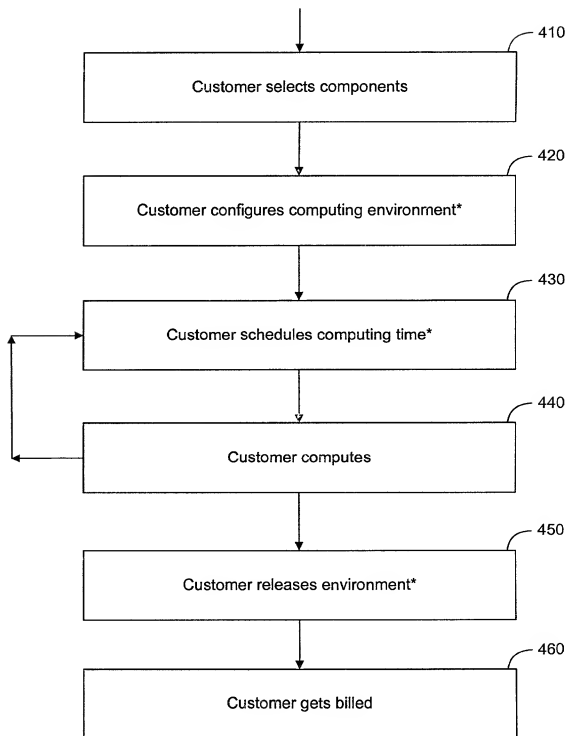 410
Customer selects components
420
Customer configures computing environment*
430
Customer schedules computing time*
440
Customer computes
450
Customer releases environment*
460
Customer gets billed